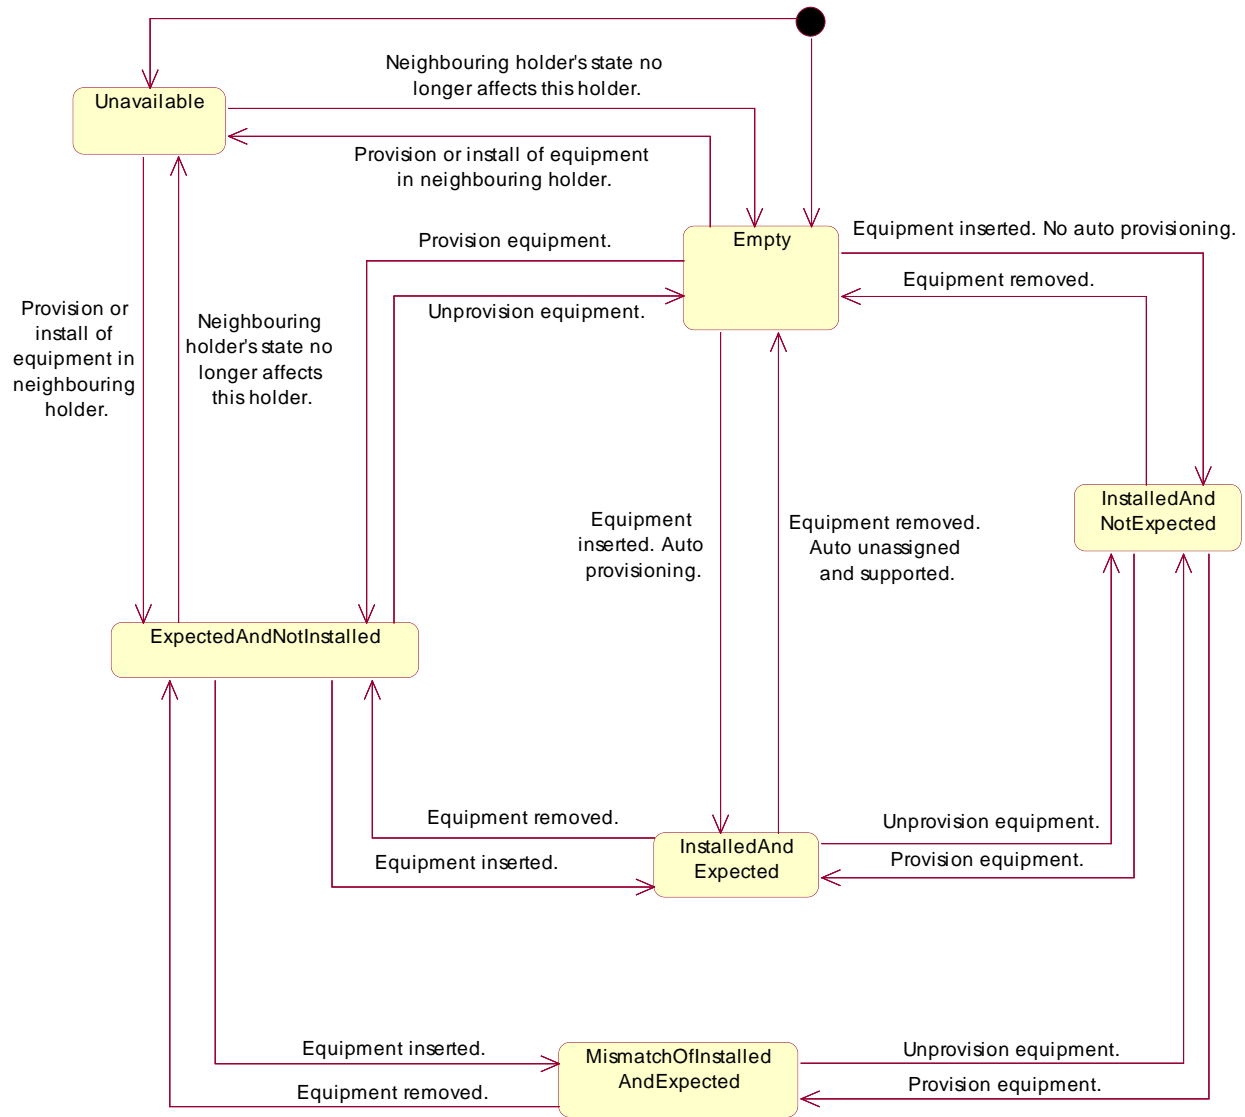 Neighbouring holder's state no
longer affects this holder.
Unavailable
Provision or install of equipment
in neighbouring holder.
Empty
Equipment inserted. No auto provisioning.
Provision equipment.
Equipment removed.
Unprovision equipment.
Provision or
install of
equipment in
neighbouring
holder.
Neighbouring
holder's state no
longer affects
this holder.
InstalledAnd
NotExpected
Equipment
inserted. Auto
provisioning.
Equipment removed.
Auto unassigned
and supported.
ExpectedAndNotInstalled
Equipment removed.
Equipment inserted.
InstalledAnd
Expected
Unprovision equipment.
Provision equipment.
Equipment inserted.
Equipment removed.
MismatchOfInstalled
AndExpected
Unprovision equipment.
Provision equipment.